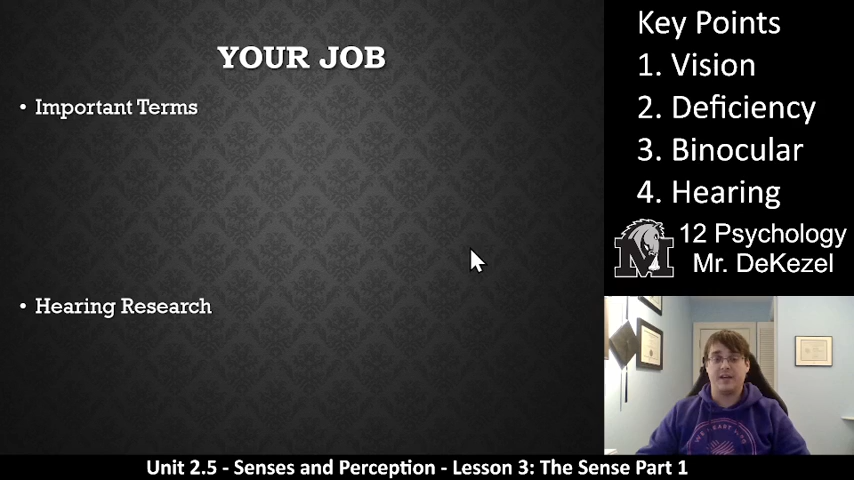 YOUR JOB
• Important Terms
• Hearing Research
Key Points
1. Vision
2. Deficiency
3. Binocular
4. Hearing
M
12 Psychology
Mr. DeKezel
Unit 2.5 - Senses and Perception - Lesson 3: The Sense Part 1